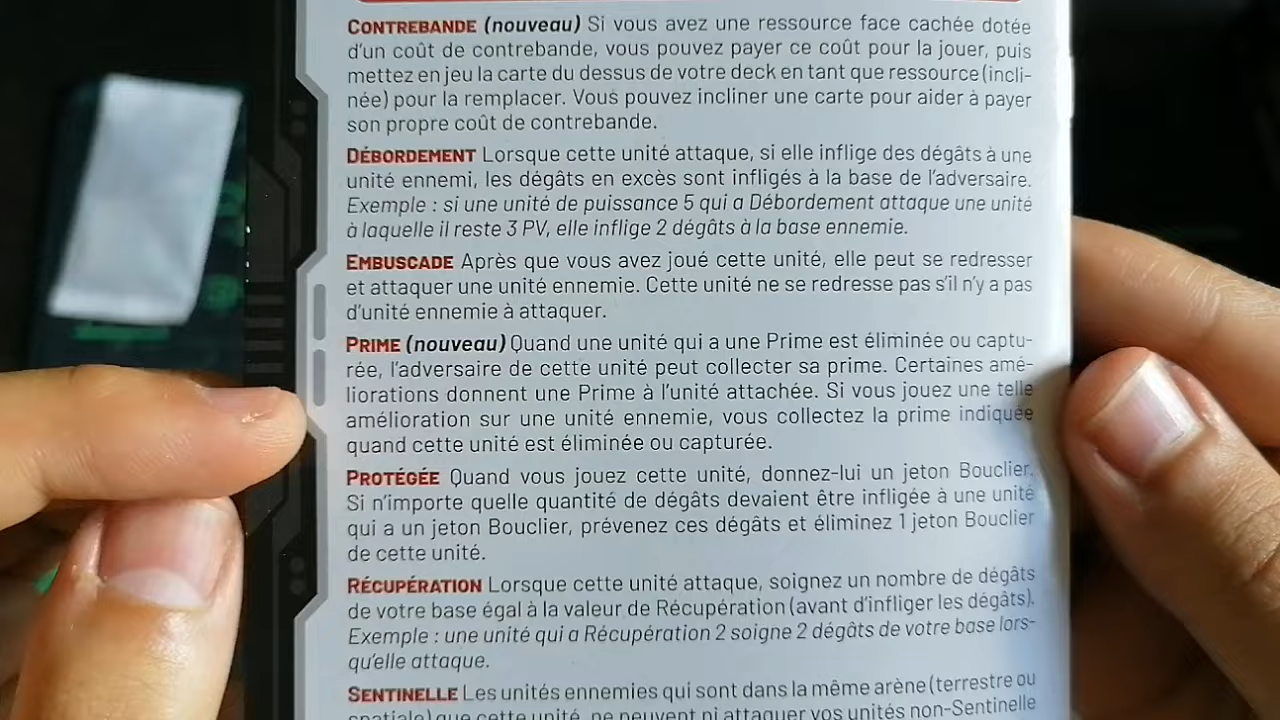 CONTREBANDE (nouveau) Si vous avez une ressource face cachée dotée
d'un coût de contrebande, vous pouvez payer ce coût pour la jouer, puis
mettez en jeu la carte du dessus de votre deck en tant que ressource (incli-
née) pour la remplacer. Vous pouvez incliner une carte pour aider à payer
son propre coût de contrebande.
DÉBORDEMENT Lorsque cette unité attaque, si elle inflige des dégâts à une
unité ennemi, les dégâts en excès sont infligés à la base de l'adversaire.
Exemple : si une unité de puissance 5 qui a Débordement attaque une unité
à laquelle il reste 3 PV, elle inflige 2 dégâts à la base ennemie.
EMBUSCADE Après que vous avez joué cette unité, elle peut se redresser
et attaquer une unité ennemie. Cette unité ne se redresse pas s'il n'y a pas
d'unité ennemie à attaquer.
PRIME (nouveau) Quand une unité qui a une Prime est éliminée ou captu-
rée, l'adversaire de cette unité peut collecter sa prime. Certaines amé-
liorations donnent une Prime à l'unité attachée. Si vous jouez une telle
amélioration sur une unité ennemie, vous collectez la prime indiquée
quand cette unité est éliminée ou capturée.
PROTÉGÉE Quand vous jouez cette unité, donnez-lui un jeton Bouclier.
Si n'importe quelle quantité de dégâts devaient être infligée à une unité
qui a un jeton Bouclier, prévenez ces dégâts et éliminez 1 jeton Bouclier
de cette unité.
RÉCUPÉRATION Lorsque cette unité attaque, soignez un nombre de dégâts
de votre base égal à la valeur de Récupération (avant d'infliger les dégâts).
Exemple : une unité qui a Récupération 2 soigne 2 dégâts de votre base lors-
qu'elle attaque.
SENTINELLE Les unités ennemies qui sont dans la même arène (terrestre ou
spatiale) que cette unité, ne peuvent ni attaquer vos unités non-Sentinelle